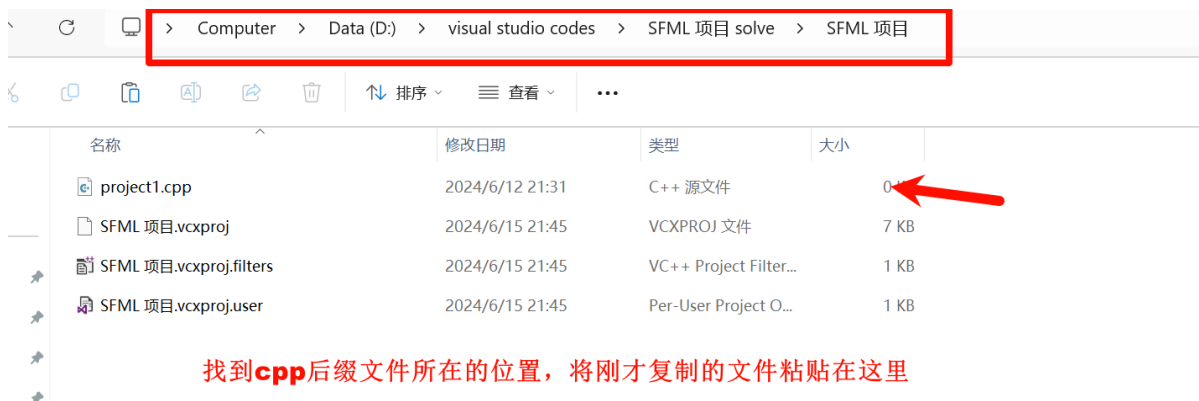 Computer > Data (D:) > visual studio codes > SFML 项目 solve > SFML 项目
排序 查看
名称 修改日期 类型 大小
project1.cpp 2024/6/12 21:31 C++ 源文件 0
SFML 项目.vcxproj 2024/6/15 21:45 VCXPROJ 文件 7 KB
SFML 项目.vcxproj.filters 2024/6/15 21:45 VC++ Project Filter... 1 KB
SFML 项目.vcxproj.user 2024/6/15 21:45 Per-User Project O... 1 KB
找到cpp后缀文件所在的位置，将刚才复制的文件粘贴在这里